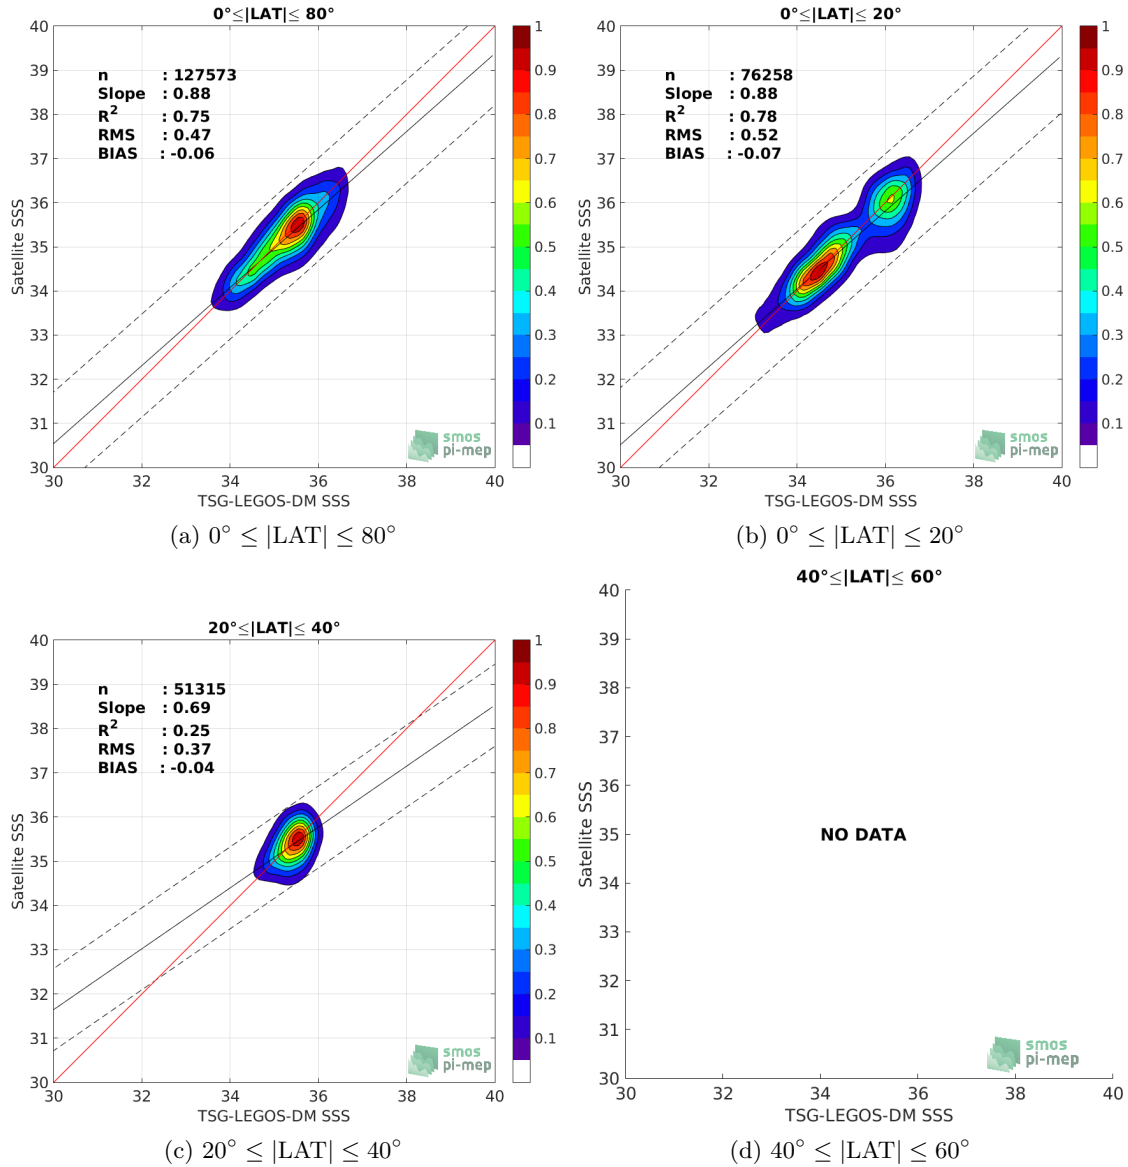 0°≤|LAT|≤ 80°
40
39
38
37
36
35
34
33
32
31
30
Satellite SSS
n : 127573
Slope : 0.88
R² : 0.75
RMS : 0.47
BIAS : -0.06
1
0.9
0.8
0.7
0.6
0.5
0.4
0.3
0.2
0.1
smos
pi-mep
30 32 34 36 38 40
TSG-LEGOS-DM SSS
(a) 0° ≤ |LAT| ≤ 80°
0°≤|LAT|≤ 20°
40
39
38
37
36
35
34
33
32
31
30
Satellite SSS
n : 76258
Slope : 0.88
R² : 0.78
RMS : 0.52
BIAS : -0.07
1
0.9
0.8
0.7
0.6
0.5
0.4
0.3
0.2
0.1
smos
pi-mep
30 32 34 36 38 40
TSG-LEGOS-DM SSS
(b) 0° ≤ |LAT| ≤ 20°
20°≤|LAT|≤ 40°
40
39
38
37
36
35
34
33
32
31
30
Satellite SSS
n : 51315
Slope : 0.69
R² : 0.25
RMS : 0.37
BIAS : -0.04
1
0.9
0.8
0.7
0.6
0.5
0.4
0.3
0.2
0.1
smos
pi-mep
30 32 34 36 38 40
TSG-LEGOS-DM SSS
(c) 20° ≤ |LAT| ≤ 40°
40°≤|LAT|≤ 60°
40
39
38
37
36
35
34
33
32
31
30
Satellite SSS
NO DATA
smos
pi-mep
30 32 34 36 38 40
TSG-LEGOS-DM SSS
(d) 40° ≤ |LAT| ≤ 60°